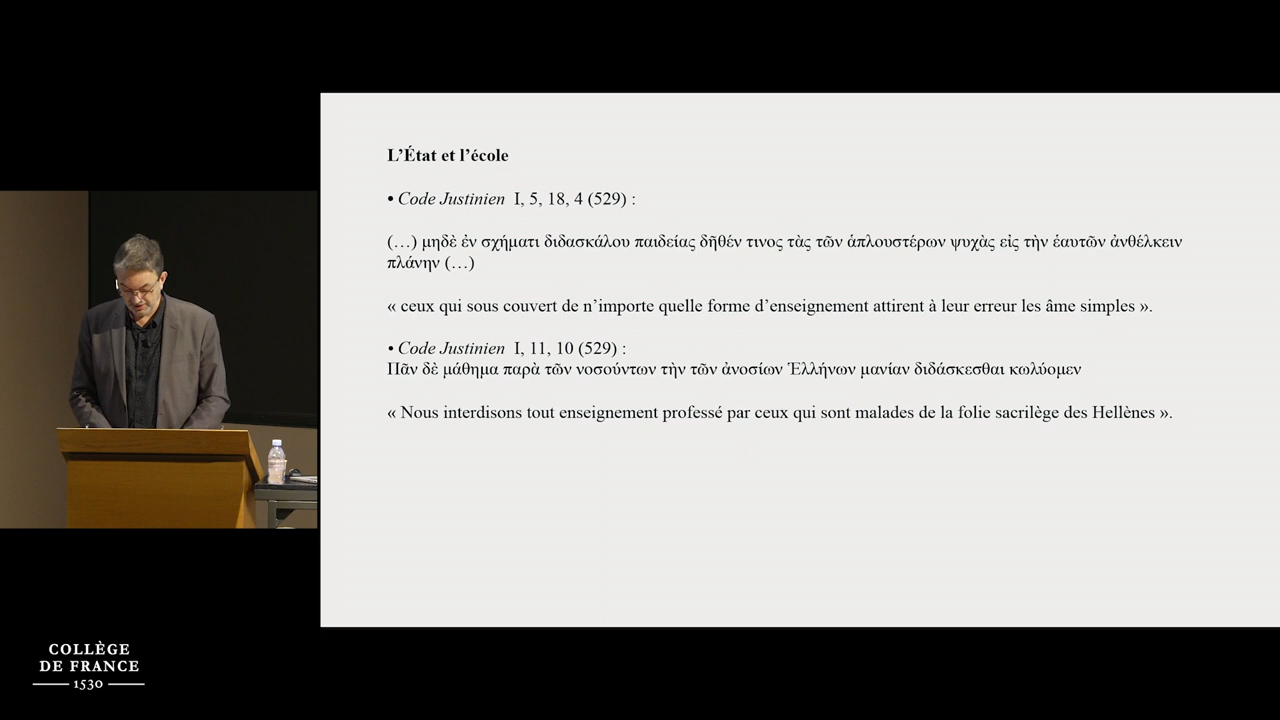 L’État et l’école
• Code Justinien I, 5, 18, 4 (529) :
(…) μηδὲ ἐν σχήματι διδασκάλου παιδείας δῆθέν τινος τὰς τῶν ἁπλουστέρων ψυχὰς εἰς τὴν ἑαυτῶν ἀνθέλκειν
πλάνην (…)
« ceux qui sous couvert de n’importe quelle forme d’enseignement attirent à leur erreur les âme simples ».
• Code Justinien I, 11, 10 (529) :
Πᾶν δὲ μάθημα παρὰ τῶν νοσούντων τὴν τῶν ἀνοσίων Ἑλλήνων μανίαν διδάσκεσθαι κωλύομεν
« Nous interdisons tout enseignement professé par ceux qui sont malades de la folie sacrilège des Hellènes ».
COLLÈGE
DE FRANCE
1530